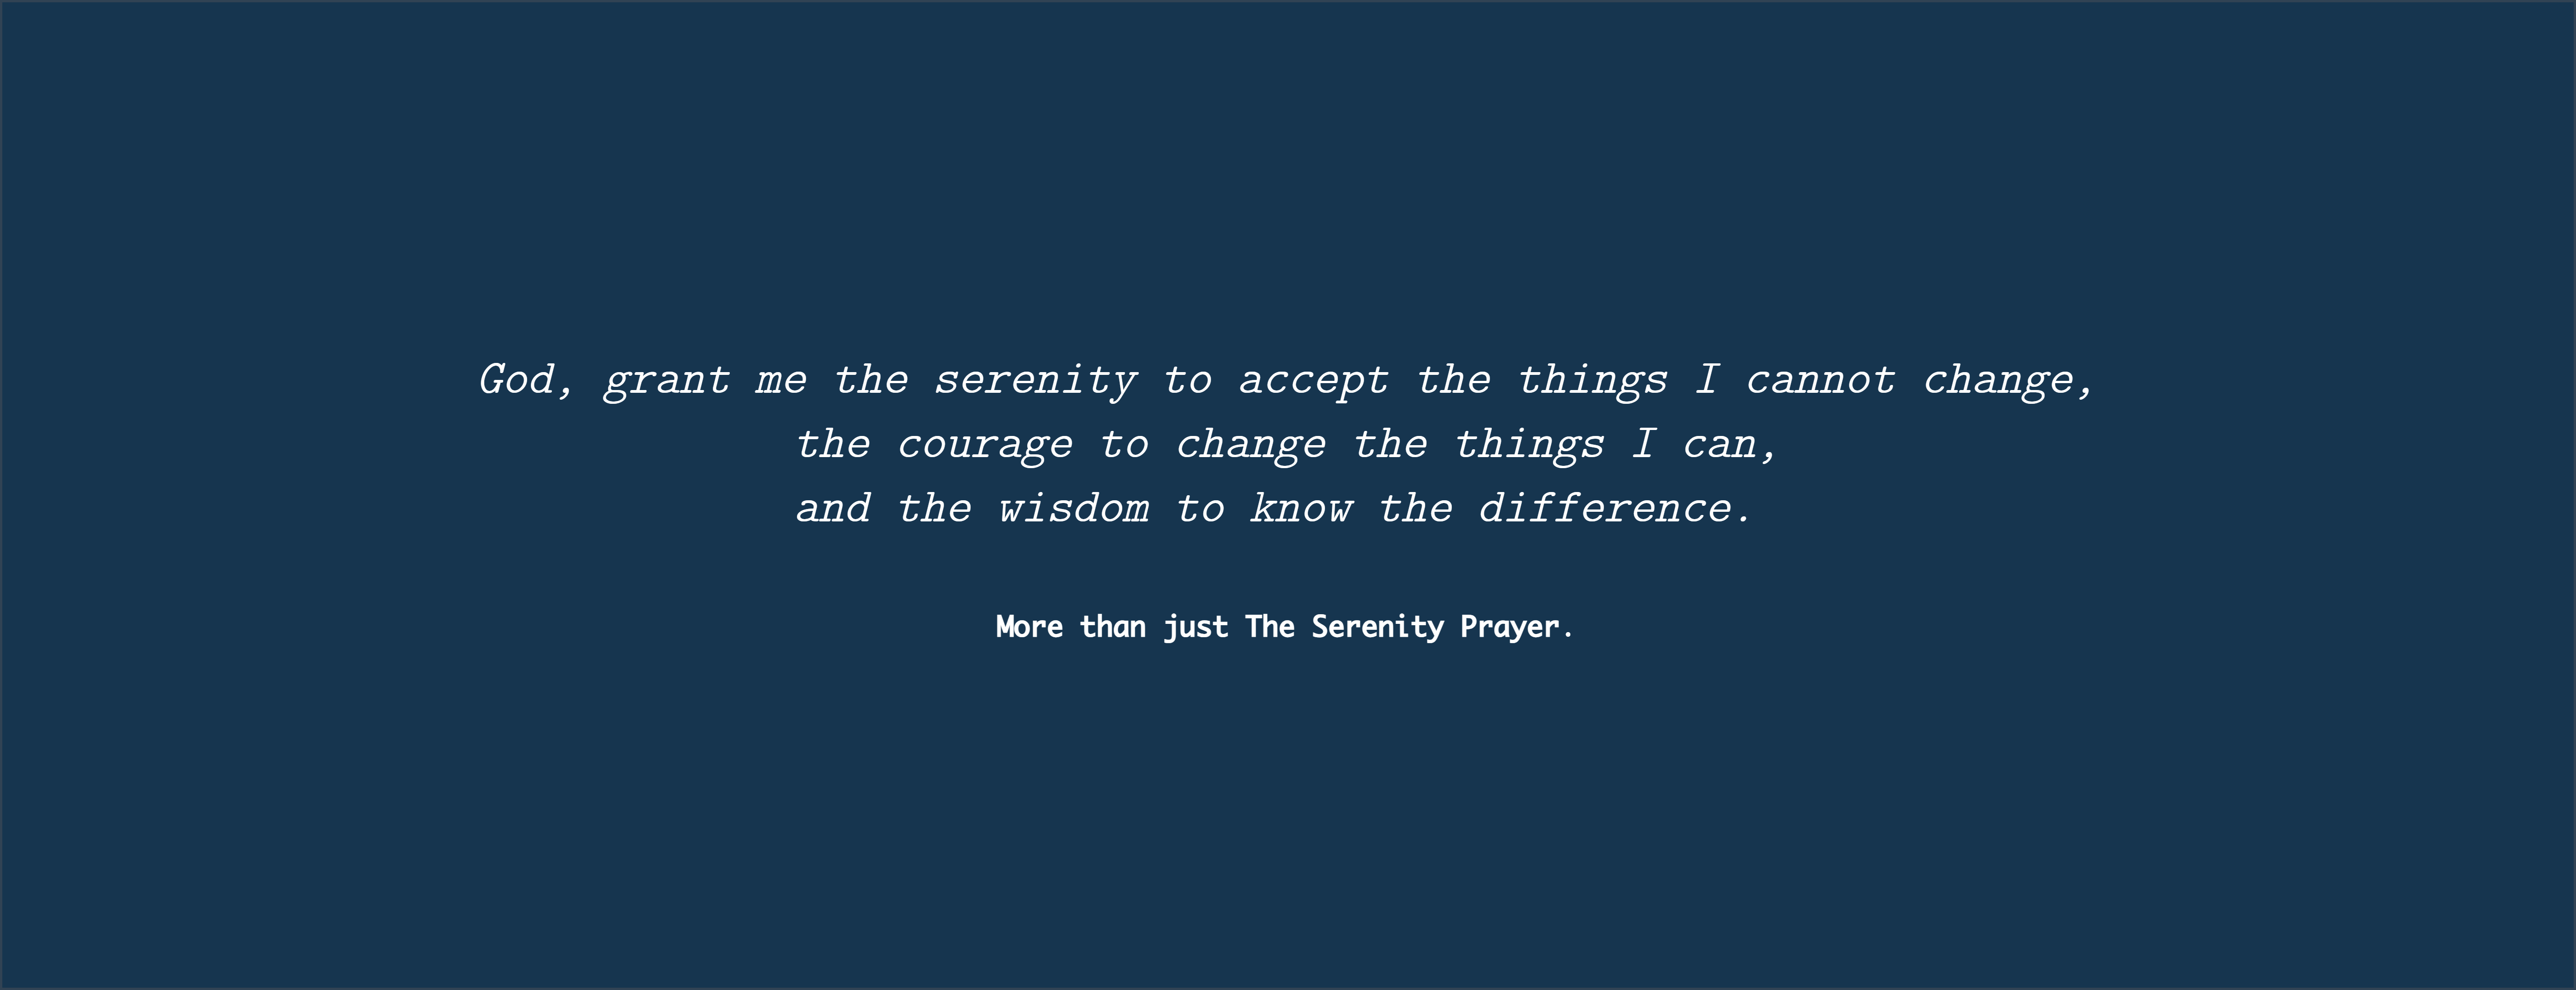 God, grant me the serenity to accept the things I cannot change,
the courage to change the things I can,
and the wisdom to know the difference.
More than just The Serenity Prayer.